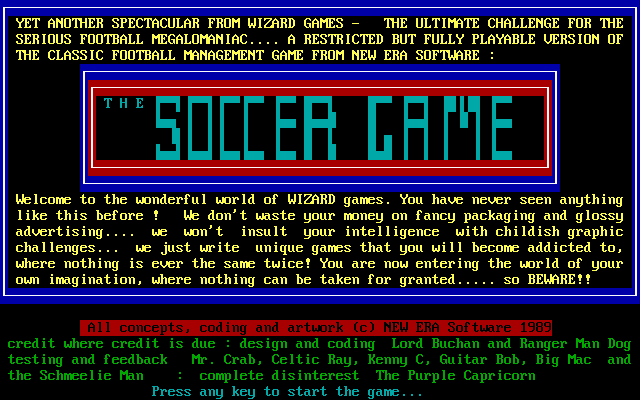 YET ANOTHER SPECTACULAR FROM WIZARD GAMES - THE ULTIMATE CHALLENGE FOR THE
SERIOUS FOOTBALL MEGALOMANIAC.... A RESTRICTED BUT FULLY PLAYABLE VERSION OF
THE CLASSIC FOOTBALL MANAGEMENT GAME FROM NEW ERA SOFTWARE :
THE SOCCER GAME
Welcome to the wonderful world of WIZARD games. You have never seen anything
like this before ! We don't waste your money on fancy packaging and glossy
advertising.... we won't insult your intelligence with childish graphic
challenges... we just write unique games that you will become addicted to,
where nothing is ever the same twice! You are now entering the world of your
own imagination, where nothing can be taken for granted..... so BEWARE!!
All concepts, coding and artwork (c) NEW ERA Software 1989
credit where credit is due : design and coding Lord Buchan and Ranger Man Dog
testing and feedback Mr. Crab, Celtic Ray, Kenny C, Guitar Bob, Big Mac and
the Schmeelie Man : complete disinterest The Purple Capricorn
Press any key to start the game...